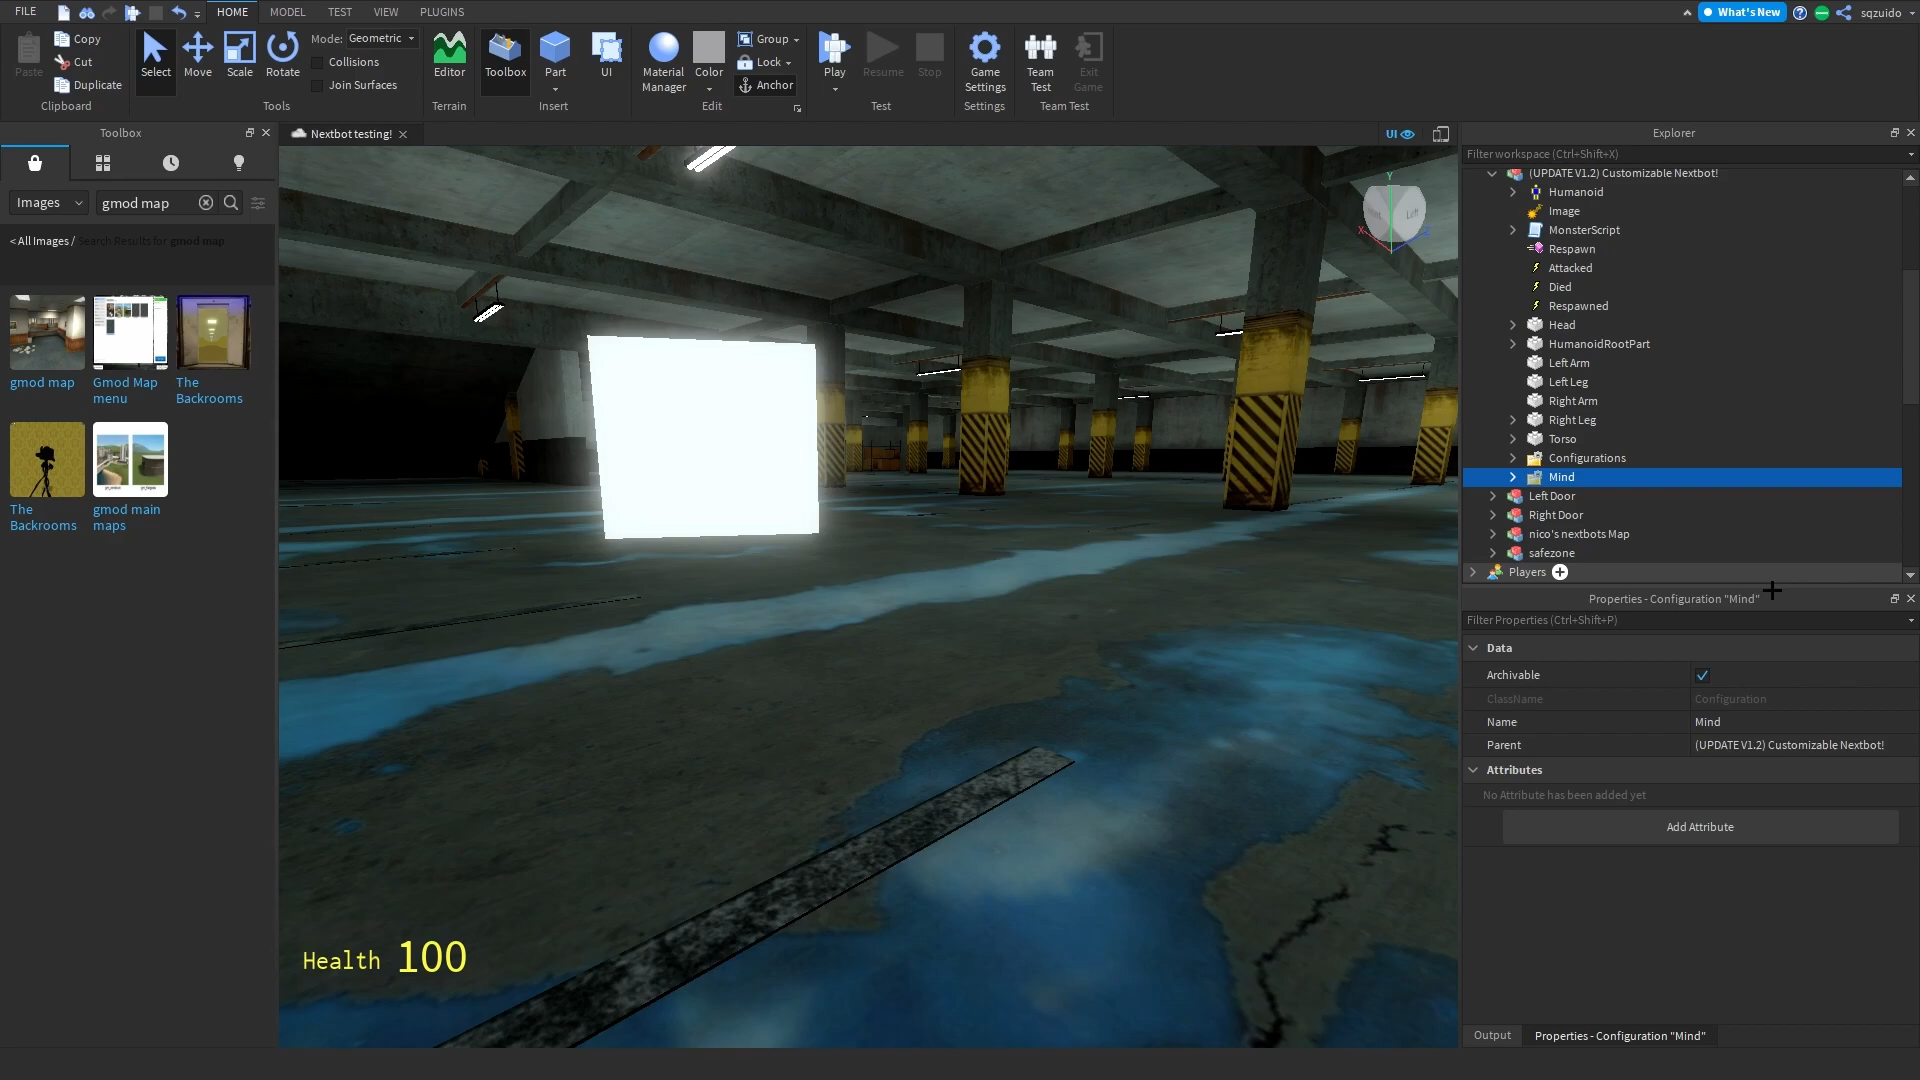 FILE HOME MODEL TEST VIEW PLUGINS What's New sqzuido
Paste Copy Cut Duplicate Select Move Scale Rotate Mode: Geometric Collisions Join Surfaces Editor Toolbox Part UI Material Manager Color Group Lock Anchor Play Resume Stop Game Settings Team Test Exit Game
Clipboard Tools Terrain Insert Edit Test Settings Team Test
Toolbox
Images gmod map
< All Images / Search Results for gmod map
gmod map
Gmod Map menu
The Backrooms
The Backrooms
gmod main maps
Nextbot testing!
UI
Y
X
Left
Health 100
Explorer
Filter workspace (Ctrl+Shift+X)
(UPDATE V1.2) Customizable Nextbot!
Humanoid
Image
MonsterScript
Respawn
Attacked
Died
Respawned
Head
HumanoidRootPart
Left Arm
Left Leg
Right Arm
Right Leg
Torso
Configurations
Mind
Left Door
Right Door
nico's nextbots Map
safezone
Players
Properties - Configuration "Mind"
Filter Properties (Ctrl+Shift+P)
Data
Archivable
ClassName Configuration
Name Mind
Parent (UPDATE V1.2) Customizable Nextbot!
Attributes
No Attribute has been added yet
Add Attribute
Output Properties - Configuration "Mind"